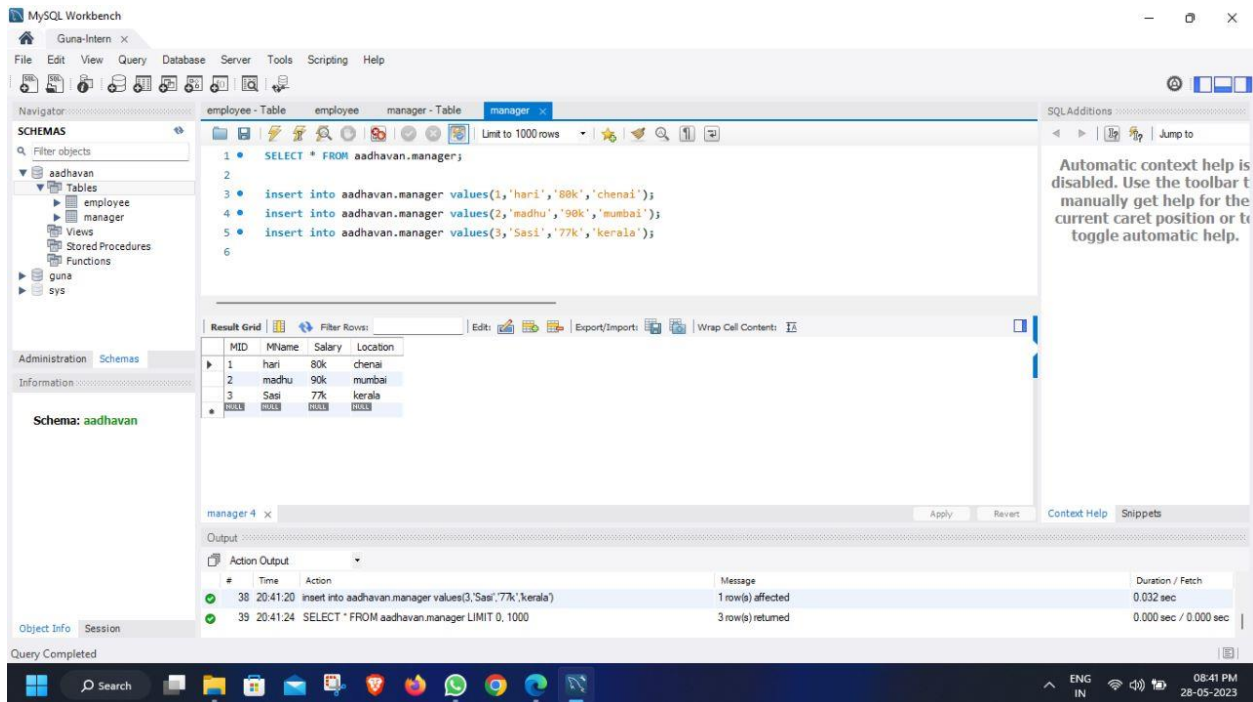 MySQL Workbench
Guna-Intern ×
File Edit View Query Database Server Tools Scripting Help
Navigator
SCHEMAS
Filter objects
aadhavan
Tables
employee
manager
Views
Stored Procedures
Functions
guna
sys
Administration Schemas
Information
Schema: aadhavan
Object Info Session
employee - Table employee manager - Table manager ×
Limit to 1000 rows
1 SELECT * FROM aadhavan.manager;
2
3 insert into aadhavan.manager values(1,'hari','80k','chenai');
4 insert into aadhavan.manager values(2,'madhu','90k','mumbai');
5 insert into aadhavan.manager values(3,'Sasi','77k','kerala');
6
Result Grid Filter Rows: Edit: Export/Import: Wrap Cell Content:
MID MName Salary Location
1 hari 80k chenai
2 madhu 90k mumbai
3 Sasi 77k kerala
NULL NULL NULL NULL
manager 4 × Apply Revert
SQLAdditions
Jump to
Automatic context help is
disabled. Use the toolbar t
manually get help for the
current caret position or to
toggle automatic help.
Context Help Snippets
Output
Action Output
# Time Action Message Duration / Fetch
38 20:41:20 insert into aadhavan.manager values(3,'Sasi','77k','kerala') 1 row(s) affected 0.032 sec
39 20:41:24 SELECT * FROM aadhavan.manager LIMIT 0, 1000 3 row(s) returned 0.000 sec / 0.000 sec
Query Completed
Search
ENG
IN
08:41 PM
28-05-2023